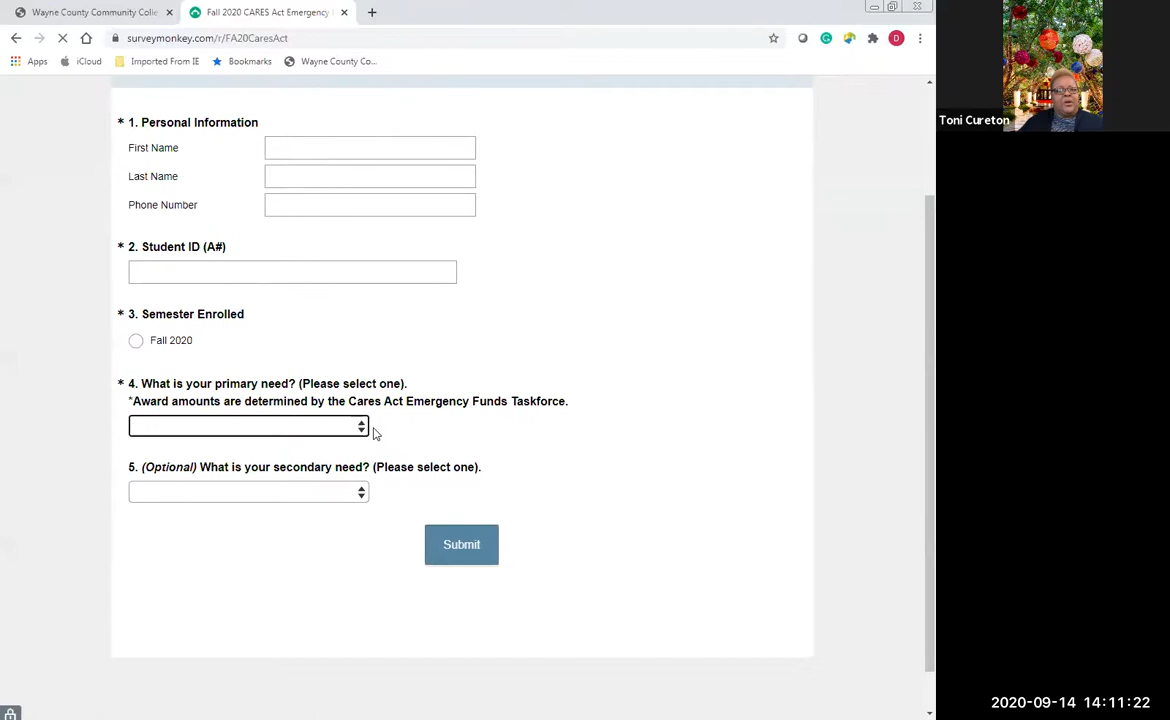 Wayne County Community Colle
Fall 2020 CARES Act Emergency
surveymonkey.com/r/FA20CaresAct
Apps
iCloud
Imported From IE
Bookmarks
Wayne County Co...
D
Toni Cureton
* 1. Personal Information
First Name
Last Name
Phone Number
* 2. Student ID (A#)
* 3. Semester Enrolled
Fall 2020
* 4. What is your primary need? (Please select one).
*Award amounts are determined by the Cares Act Emergency Funds Taskforce.
5. (Optional) What is your secondary need? (Please select one).
Submit
2020-09-14 14:11:22